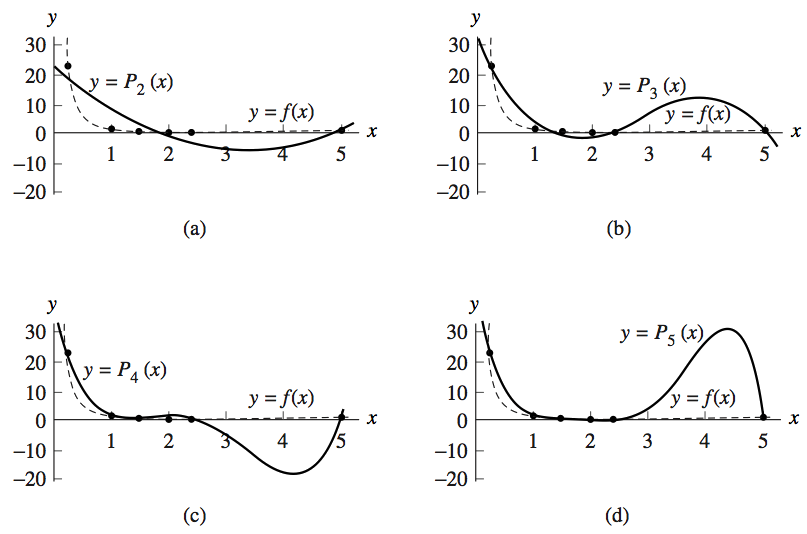 y
30
20
10
0
−10
−20
y = P₂ (x)
y = f(x)
1 2 3 4 5 x
(a)
y
30
20
10
0
−10
−20
y = P₃ (x)
y = f(x)
1 2 3 4 5 x
(b)
y
30
20
10
0
−10
−20
y = P₄ (x)
y = f(x)
1 2 3 4 5 x
(c)
y
30
20
10
0
−10
−20
y = P₅ (x)
y = f(x)
1 2 3 4 5 x
(d)